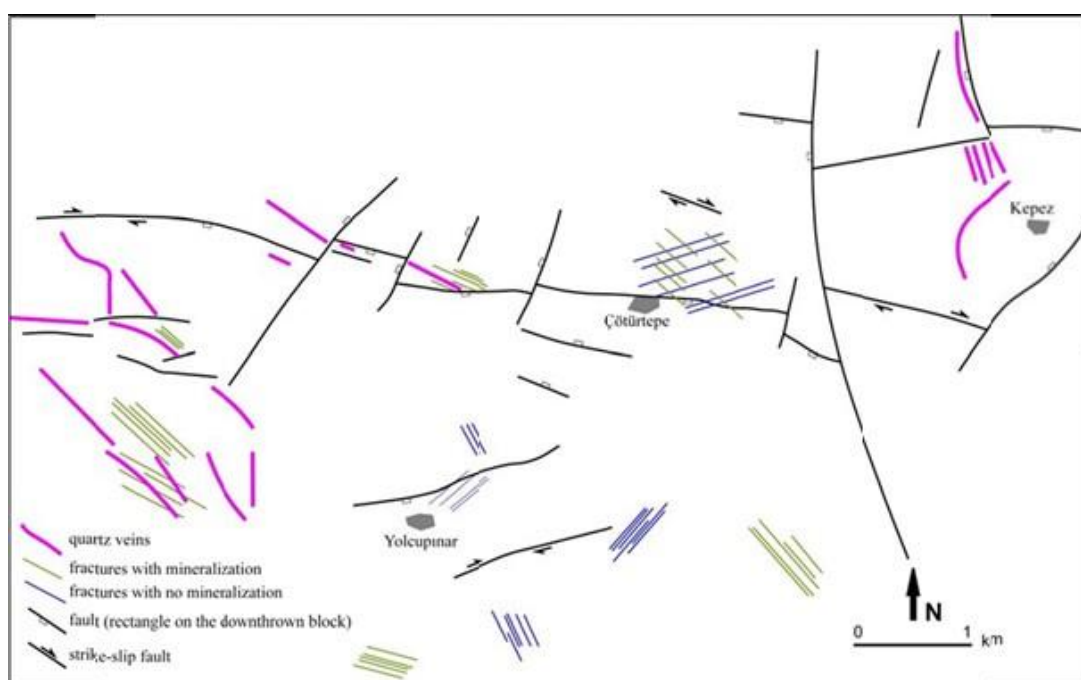 Kepez
Çötürtepe
Yolcupınar
quartz veins
fractures with mineralization
fractures with no mineralization
fault (rectangle on the downthrown block)
strike-slip fault
N
0 1
km